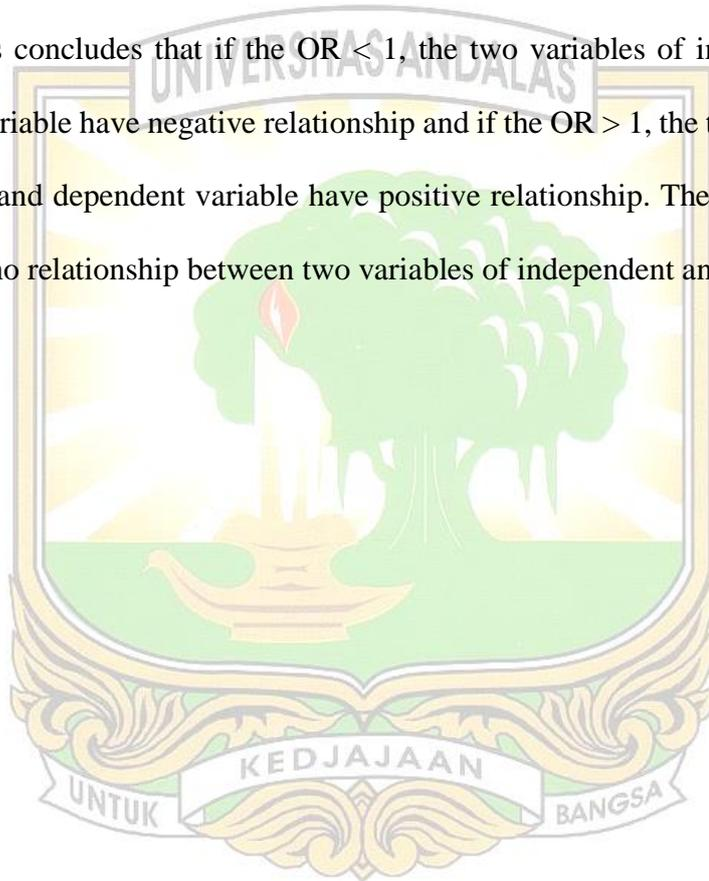 s concludes that if the OR < 1, the two variables of i
UNIVERSITAS ANDALAS
riable have negative relationship and if the OR > 1, the t
and dependent variable have positive relationship. The
no relationship between two variables of independent an
KEDJAJAAN
UNTUK BANGSA